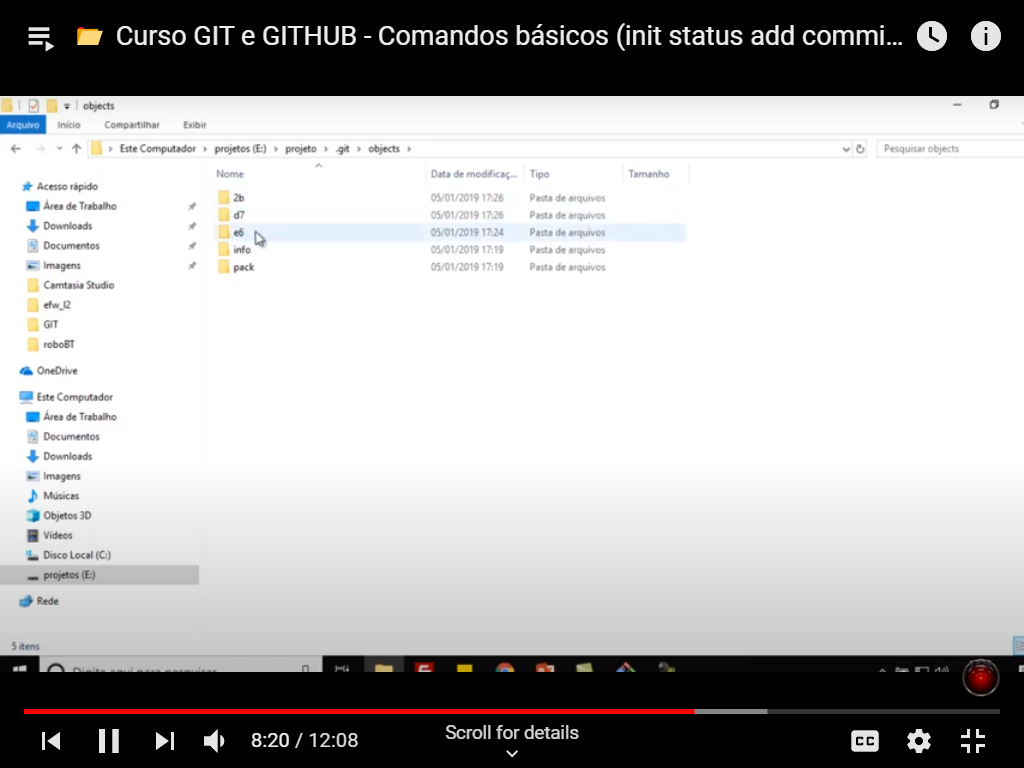 Curso GIT e GITHUB - Comandos básicos (init status add commi...
objects
Arquivo Início Compartilhar Exibir
Este Computador projetos (E:) projeto .git objects Pesquisar objects
Nome Data de modificaç... Tipo Tamanho
2b 05/01/2019 17:26 Pasta de arquivos
d7 05/01/2019 17:26 Pasta de arquivos
e6 05/01/2019 17:24 Pasta de arquivos
info 05/01/2019 17:19 Pasta de arquivos
pack 05/01/2019 17:19 Pasta de arquivos
Acesso rápido
Área de Trabalho
Downloads
Documentos
Imagens
Camtasia Studio
efw_l2
GIT
roboBT
OneDrive
Este Computador
Área de Trabalho
Documentos
Downloads
Imagens
Músicas
Objetos 3D
Vídeos
Disco Local (C:)
projetos (E:)
Rede
5 itens
Digite aqui para pesquisar
8:20 / 12:08
Scroll for details
CC